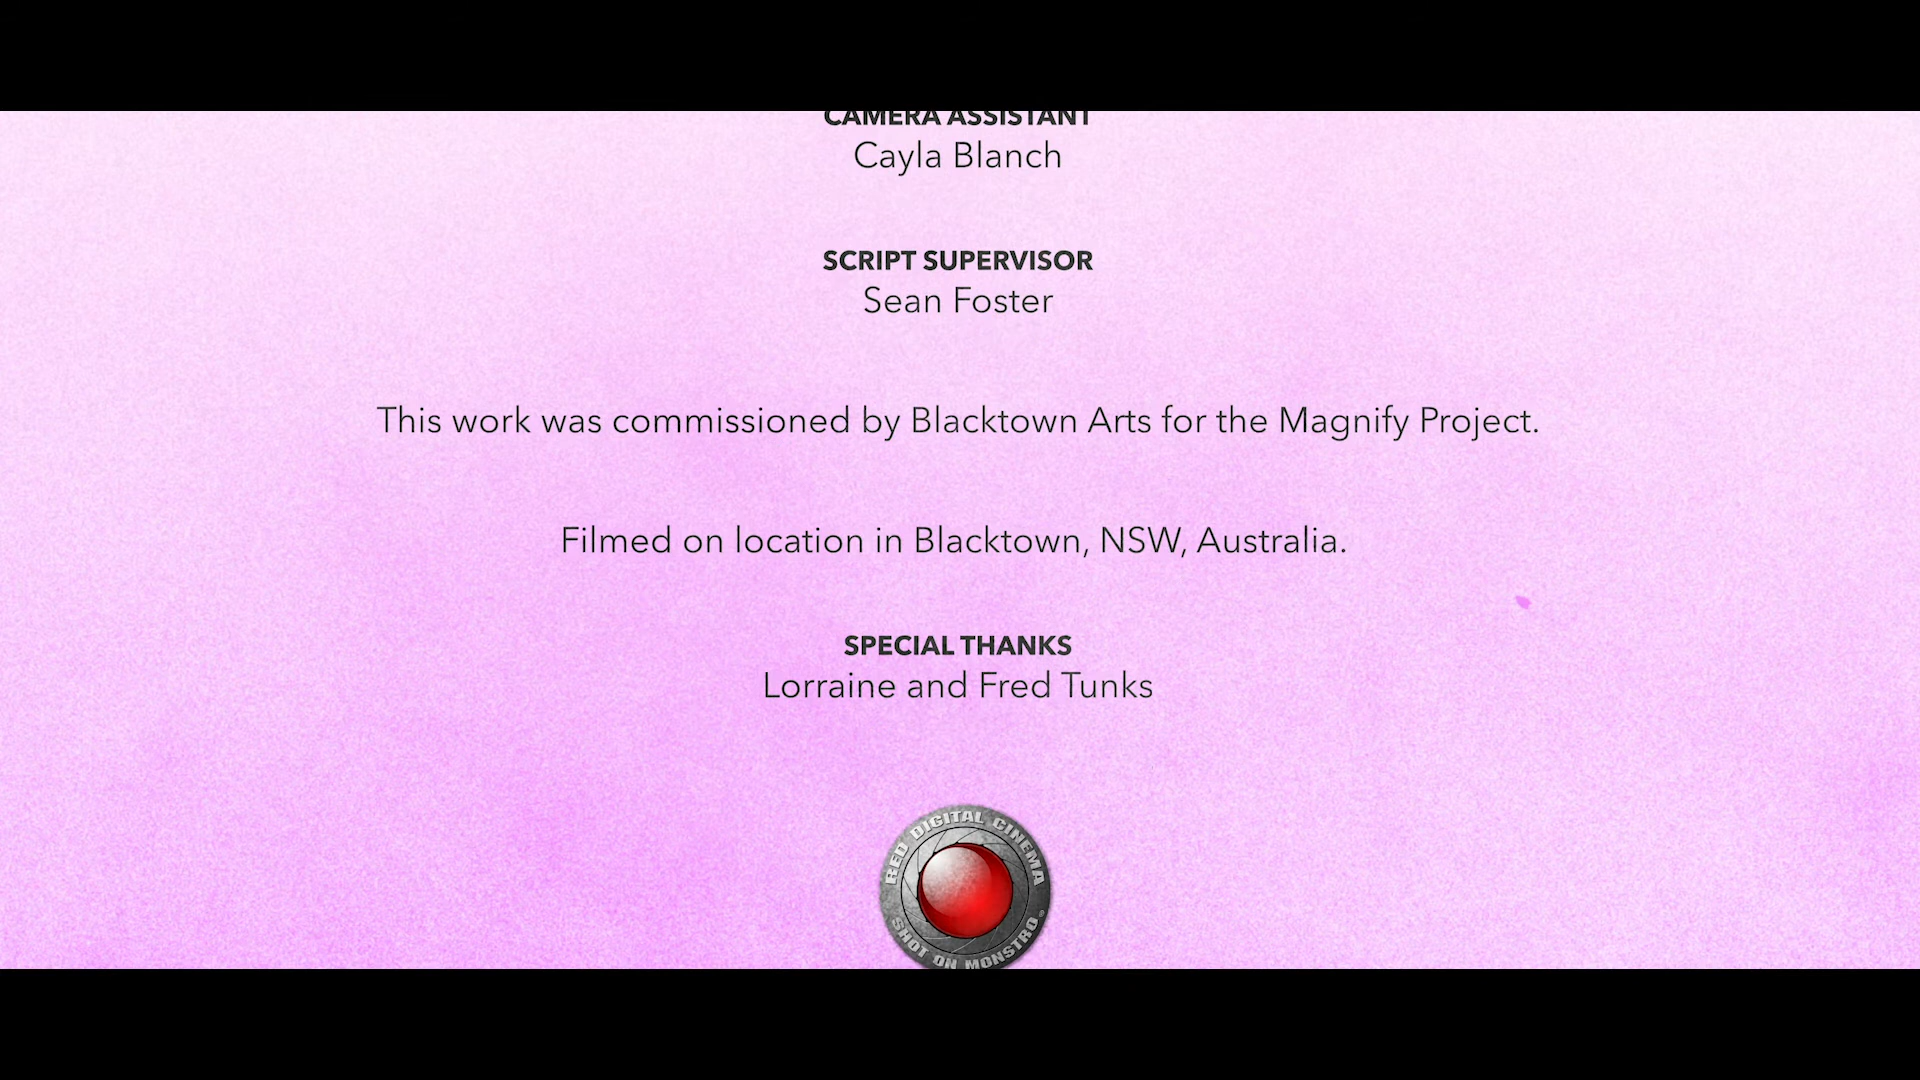 CAMERA ASSISTANT
Cayla Blanch
SCRIPT SUPERVISOR
Sean Foster
This work was commissioned by Blacktown Arts for the Magnify Project.
Filmed on location in Blacktown, NSW, Australia.
SPECIAL THANKS
Lorraine and Fred Tunks
RED DIGITAL CINEMA
SHOT ON MONSTRO